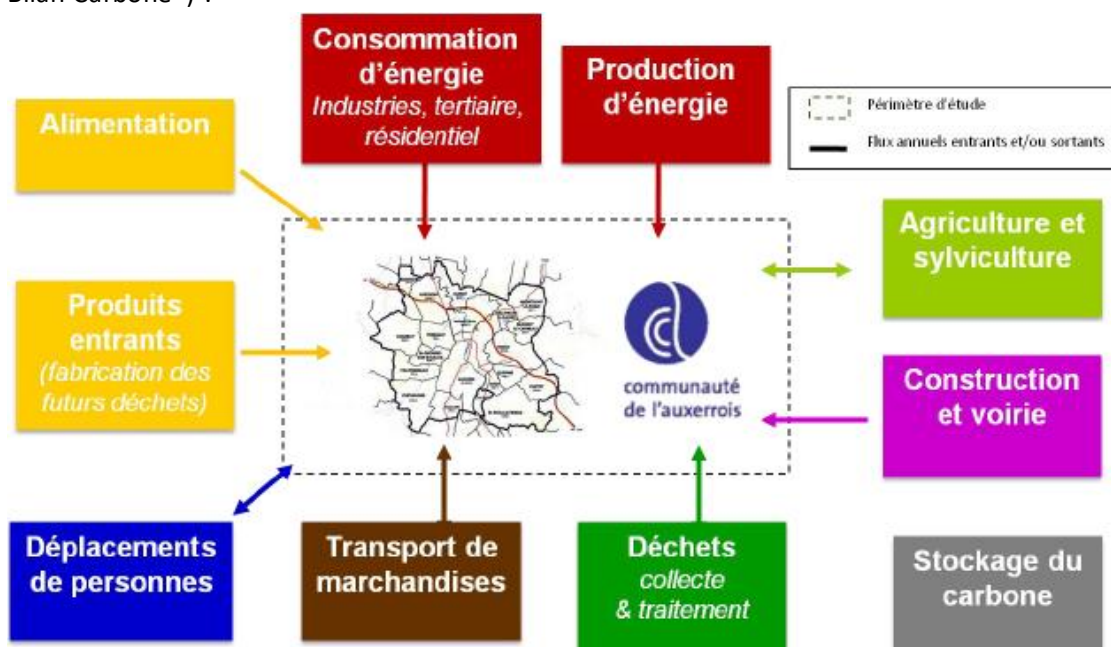 Bilan Carbone
Consommation
d'énergie
Industries, tertiaire,
résidentiel
Production
d'énergie
Alimentation
Périmètre d'étude
Flux annuels entrants et/ou sortants
Agriculture et
sylviculture
Produits
entrants
(fabrication des
futurs déchets)
communauté
de l'auxerrois
Construction
et voirie
Déplacements
de personnes
Transport de
marchandises
Déchets
collecte
& traitement
Stockage du
carbone